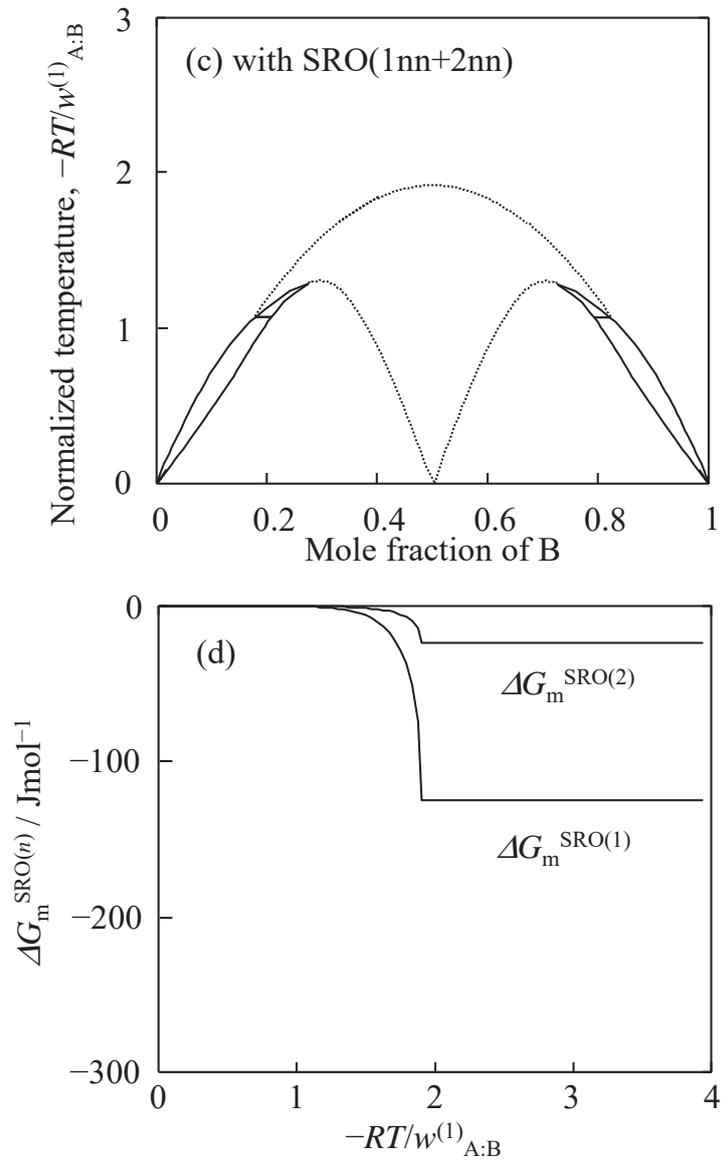 (c) with SRO(1nn+2nn)
Normalized temperature, −RT/w⁽¹⁾A:B
3
2
1
0
0 0.2 0.4 0.6 0.8 1
Mole fraction of B
(d)
ΔGₘSRO(2)
ΔGₘSRO(1)
ΔGₘSRO(n) / Jmol⁻¹
0
−100
−200
−300
0 1 2 3 4
−RT/w⁽¹⁾A:B